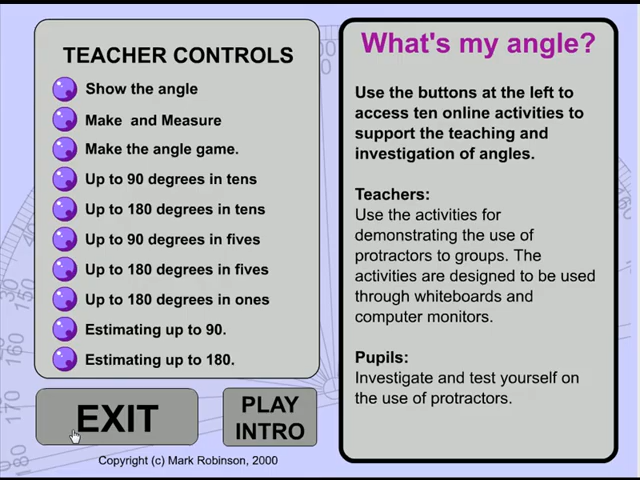 TEACHER CONTROLS
Show the angle
Make and Measure
Make the angle game.
Up to 90 degrees in tens
Up to 180 degrees in tens
Up to 90 degrees in fives
Up to 180 degrees in fives
Up to 180 degrees in ones
Estimating up to 90.
Estimating up to 180.
EXIT
PLAY
INTRO
Copyright (c) Mark Robinson, 2000
What's my angle?
Use the buttons at the left to
access ten online activities to
support the teaching and
investigation of angles.
Teachers:
Use the activities for
demonstrating the use of
protractors to groups. The
activities are designed to be used
through whiteboards and
computer monitors.
Pupils:
Investigate and test yourself on
the use of protractors.
150
160
170
180